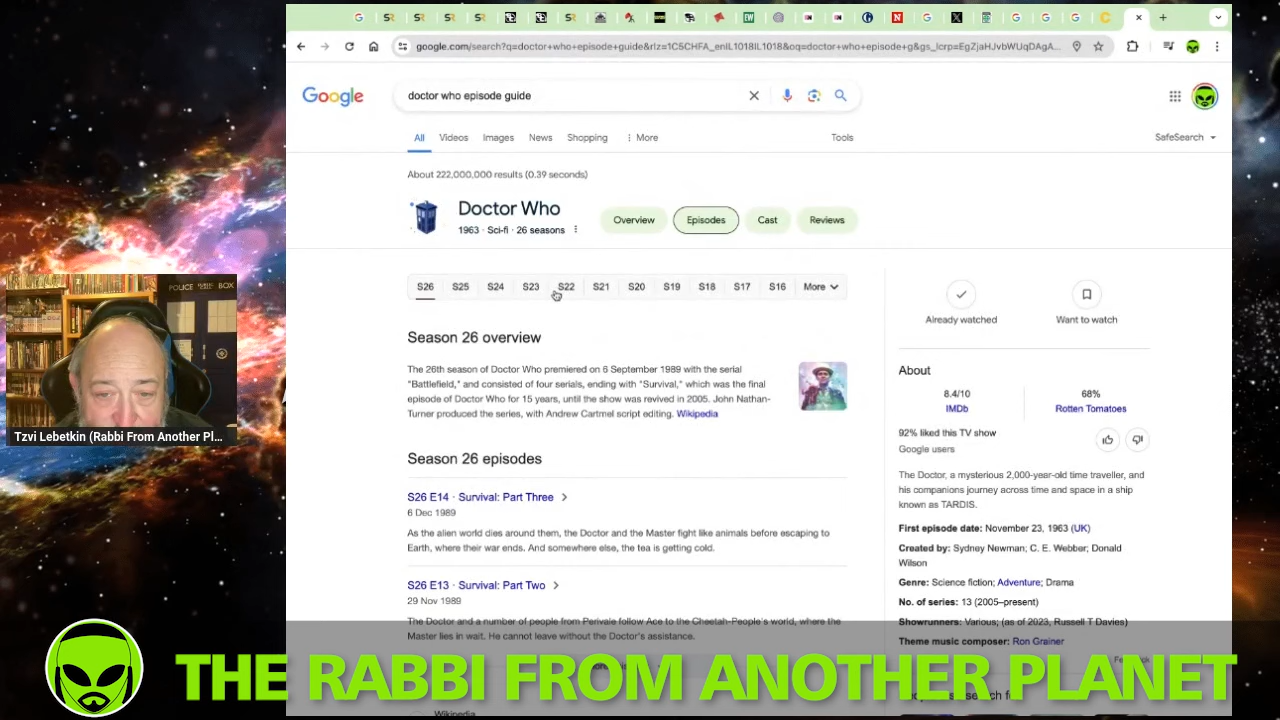 google.com/search?q=doctor+who+episode+guide&rlz=1C5CHFA_enIL1018IL1018&oq=doctor+who+episode+g&gs_lcrp=EgZjaHJvbWUqDAgA...
Google
doctor who episode guide
All Videos Images News Shopping More Tools SafeSearch
About 222,000,000 results (0.39 seconds)
Doctor Who
1963 · Sci-fi · 26 seasons
Overview Episodes Cast Reviews
S26 S25 S24 S23 S22 S21 S20 S19 S18 S17 S16 More
Season 26 overview
The 26th season of Doctor Who premiered on 6 September 1989 with the serial
"Battlefield," and consisted of four serials, ending with "Survival," which was the final
episode of Doctor Who for 15 years, until the show was revived in 2005. John Nathan-
Turner produced the series, with Andrew Cartmel script editing. Wikipedia
Season 26 episodes
S26 E14 · Survival: Part Three
6 Dec 1989
As the alien world dies around them, the Doctor and the Master fight like animals before escaping to
Earth, where their war ends. And somewhere else, the tea is getting cold.
S26 E13 · Survival: Part Two
29 Nov 1989
The Doctor and a number of people from Perivale follow Ace to the Cheetah-People's world, where the
Master lies in wait. He cannot leave without the Doctor's assistance.
Wikipedia
Already watched Want to watch
About
8.4/10 68%
IMDb Rotten Tomatoes
92% liked this TV show
Google users
The Doctor, a mysterious 2,000-year-old time traveller, and
his companions journey across time and space in a ship
known as TARDIS.
First episode date: November 23, 1963 (UK)
Created by: Sydney Newman; C. E. Webber; Donald
Wilson
Genre: Science fiction; Adventure; Drama
No. of series: 13 (2005–present)
Showrunners: Various; (as of 2023, Russell T Davies)
Theme music composer: Ron Grainer
POLICE BOX
Tzvi Lebetkin (Rabbi From Another Pl...
THE RABBI FROM ANOTHER PLANET